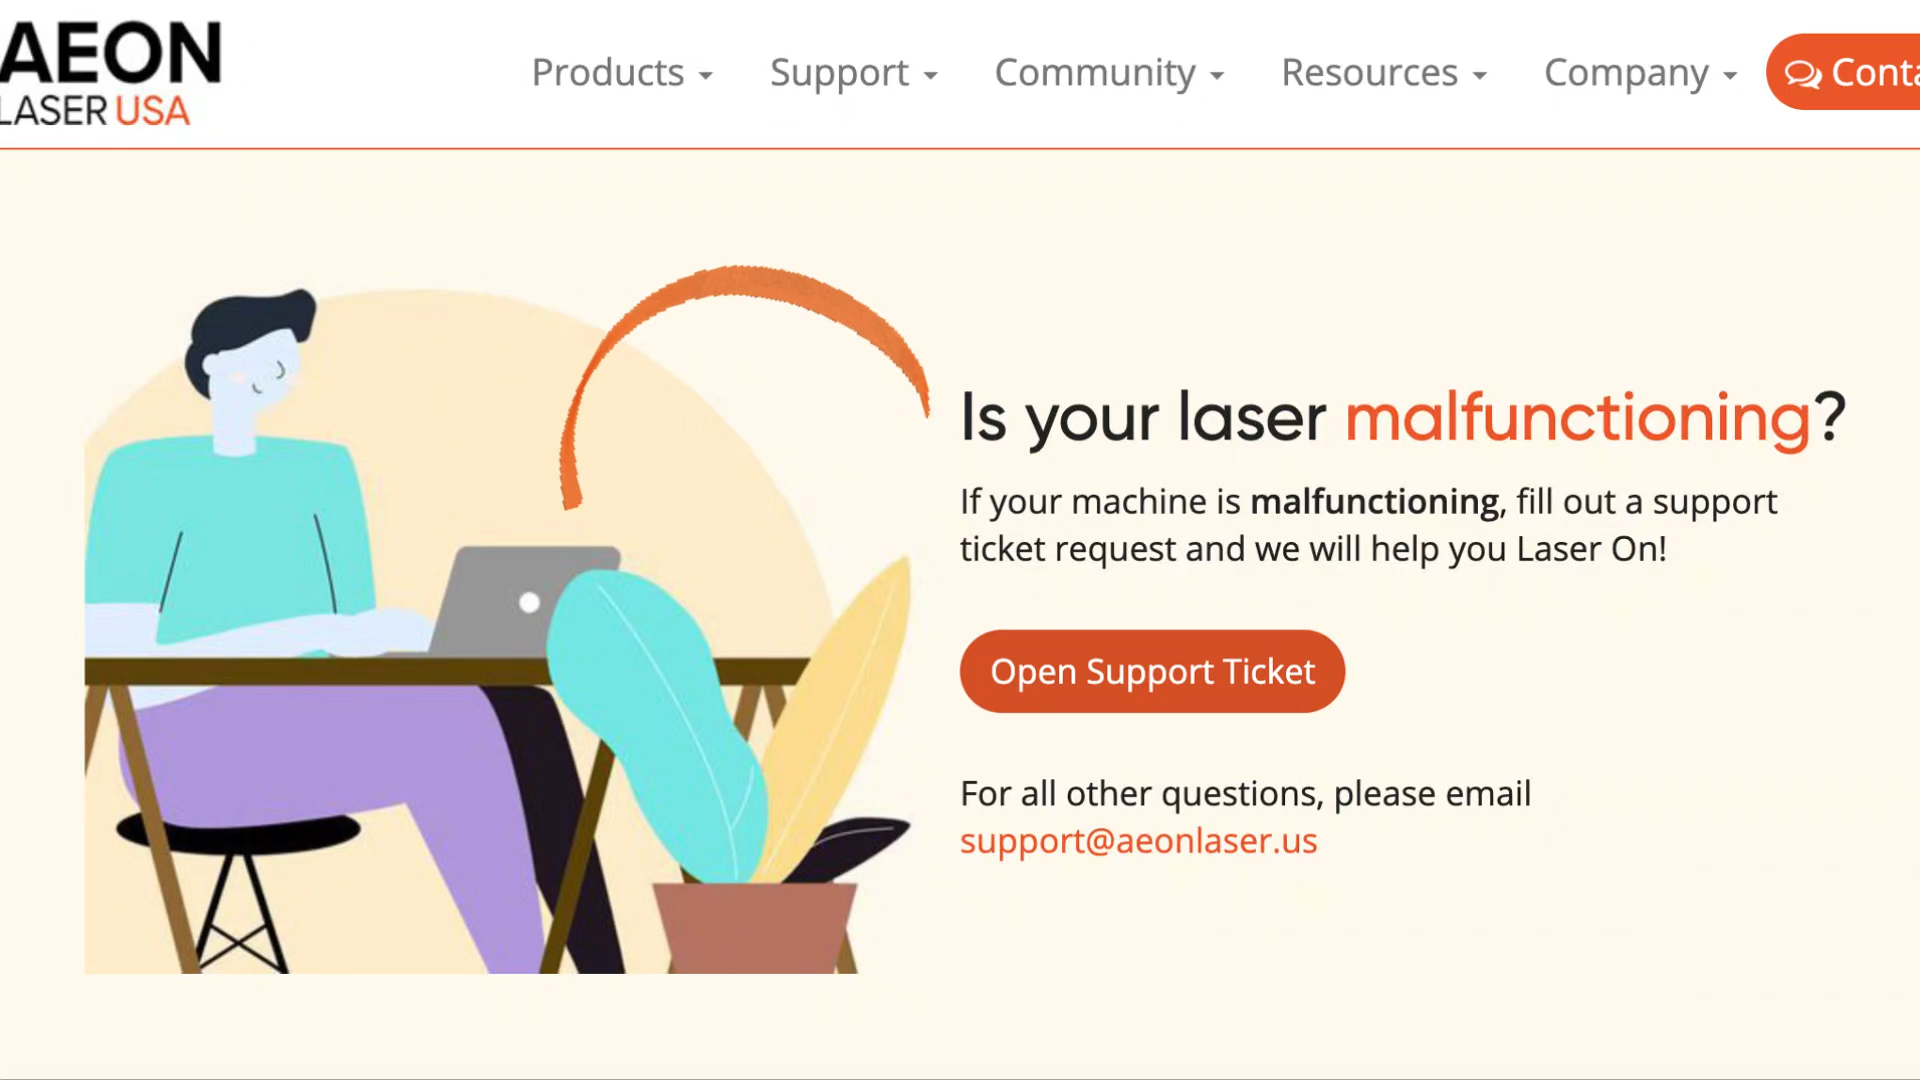 AEON
LASER USA
Products
Support
Community
Resources
Company
Is your laser malfunctioning?
If your machine is malfunctioning, fill out a support
ticket request and we will help you Laser On!
Open Support Ticket
For all other questions, please email
support@aeonlaser.us